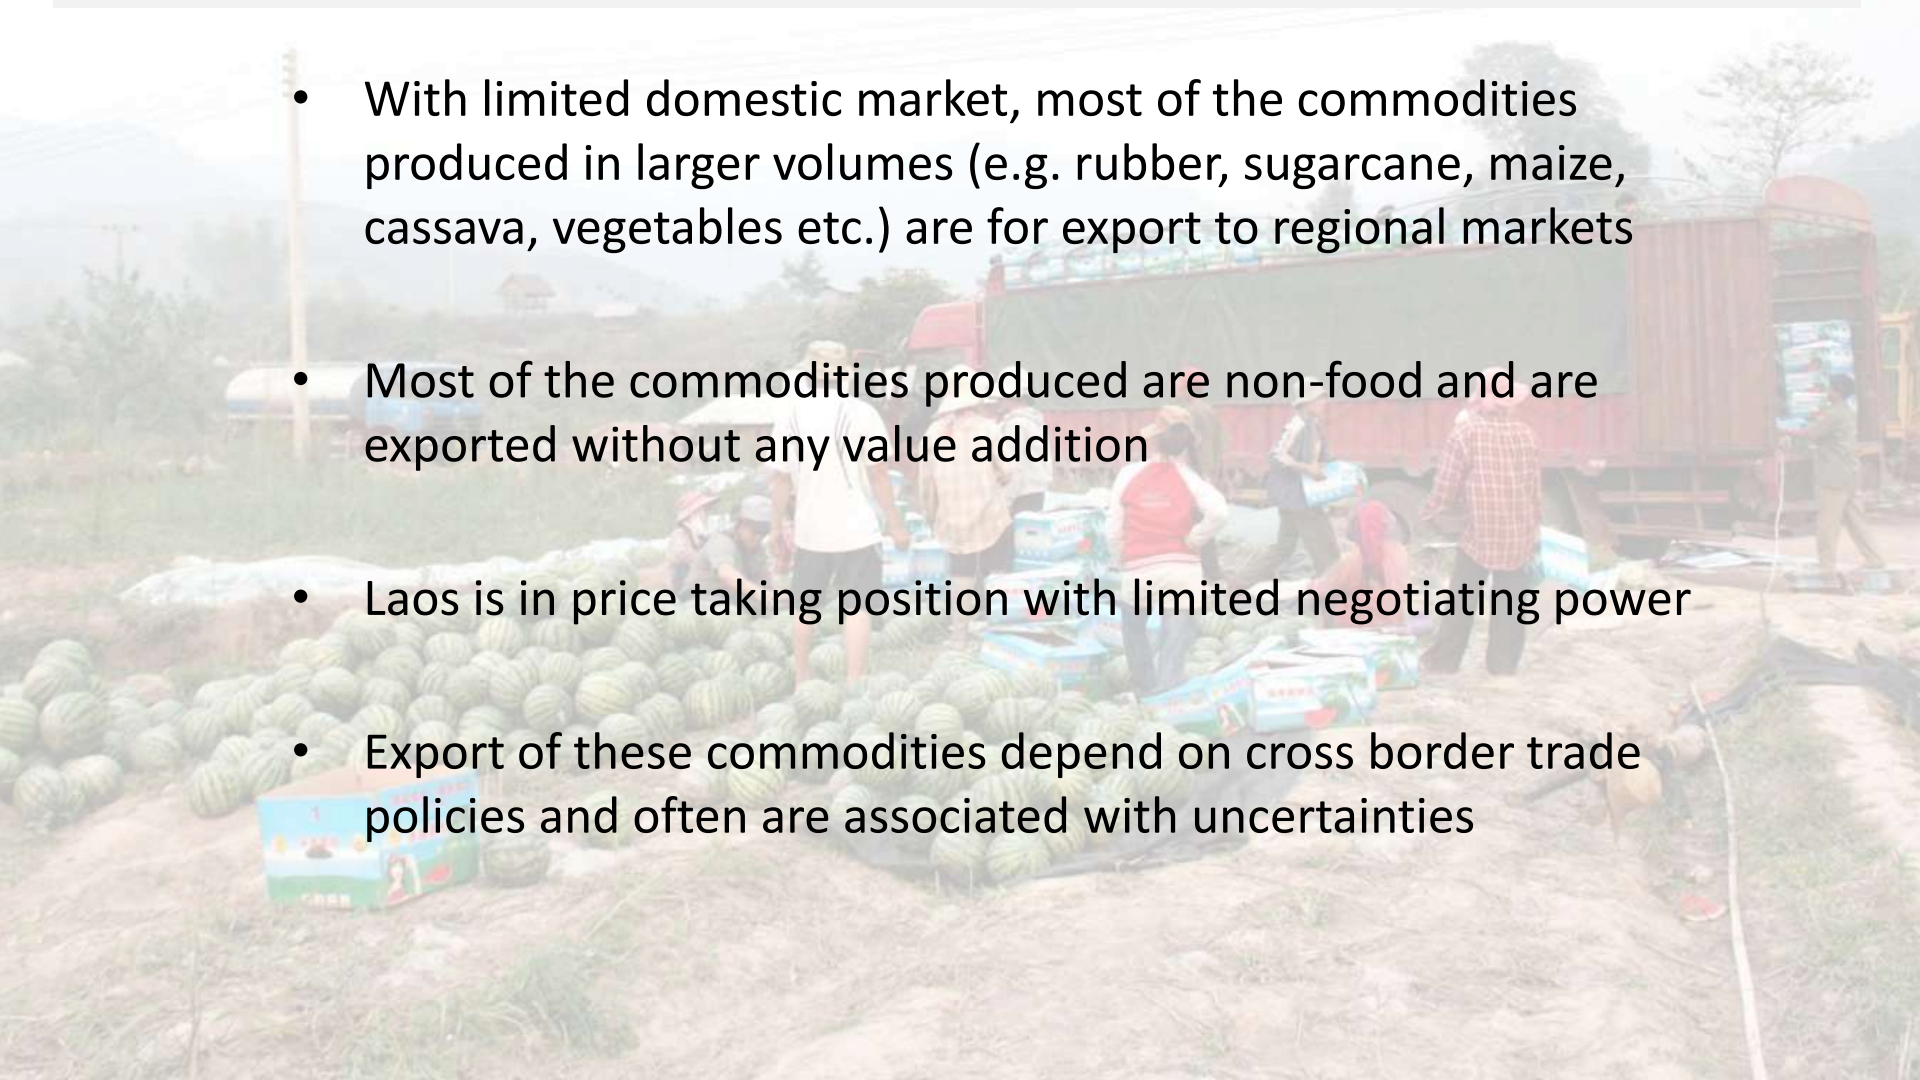 • With limited domestic market, most of the commodities
produced in larger volumes (e.g. rubber, sugarcane, maize,
cassava, vegetables etc.) are for export to regional markets
• Most of the commodities produced are non-food and are
exported without any value addition
• Laos is in price taking position with limited negotiating power
• Export of these commodities depend on cross border trade
policies and often are associated with uncertainties